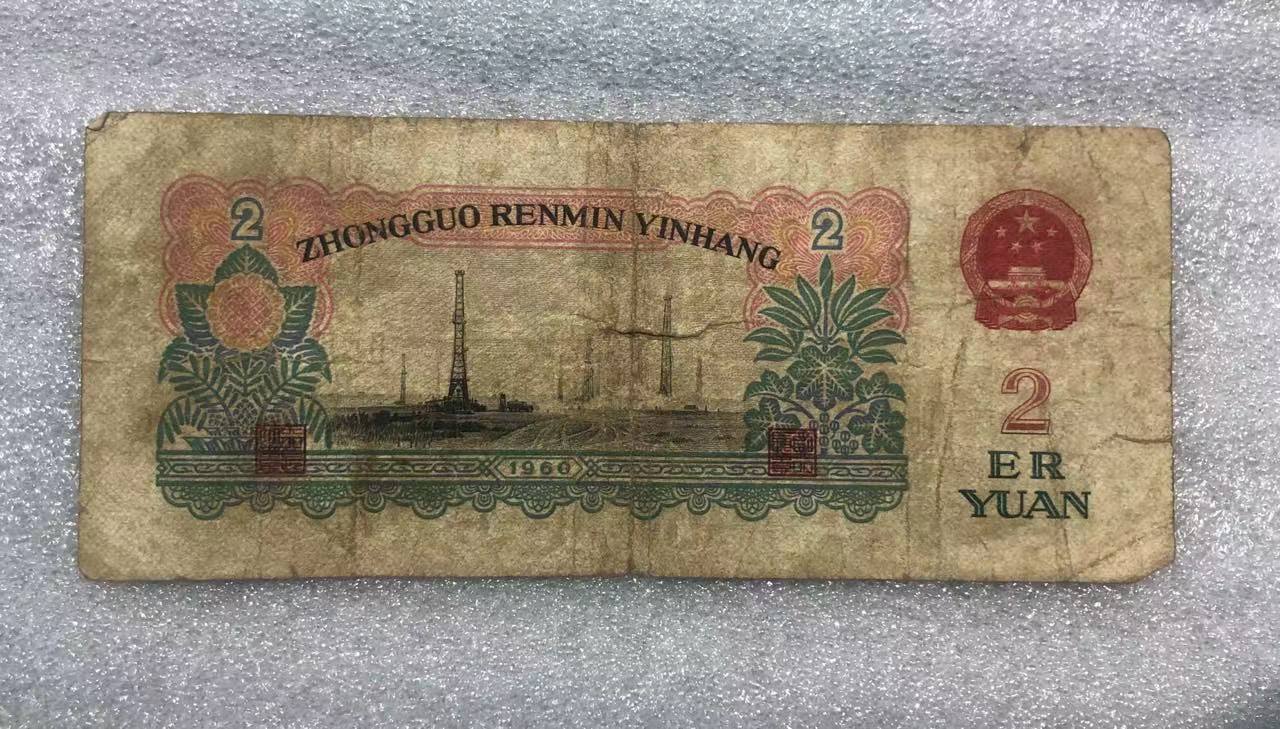 2
ZHONGGUO RENMIN YINHANG
2
1960
2
ER
YUAN